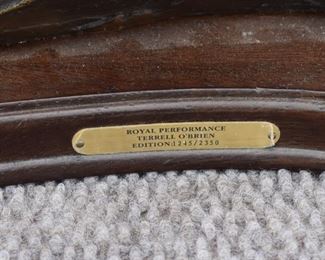 ROYAL PERFORMANCE
TERRELL O'BRIEN
EDITION:1245/2350